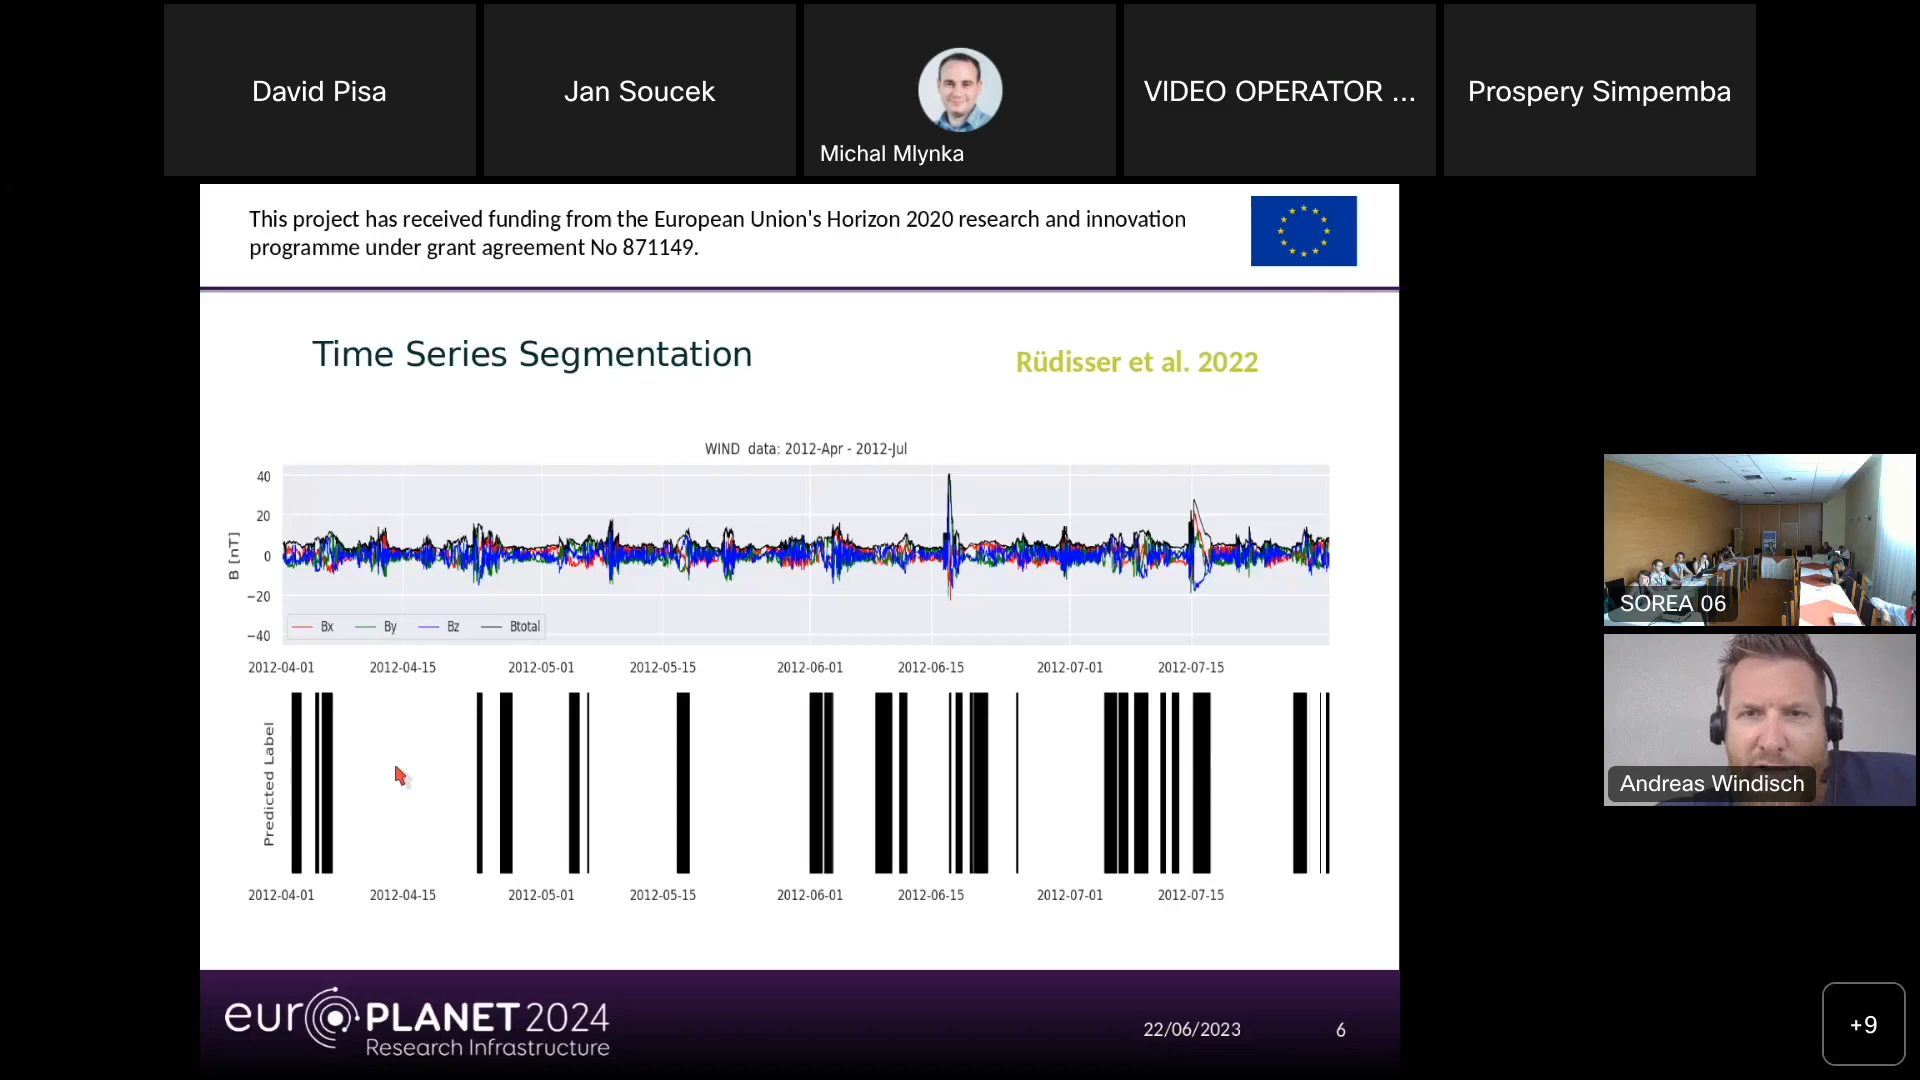 David Pisa
Jan Soucek
Michal Mlynka
VIDEO OPERATOR ...
Prospery Simpemba
This project has received funding from the European Union's Horizon 2020 research and innovation
programme under grant agreement No 871149.
Time Series Segmentation
Rüdisser et al. 2022
WIND data: 2012-Apr - 2012-Jul
B [nT]
40
20
0
−20
−40
Bx By Bz Btotal
2012-04-01 2012-04-15 2012-05-01 2012-05-15 2012-06-01 2012-06-15 2012-07-01 2012-07-15
Predicted Label
2012-04-01 2012-04-15 2012-05-01 2012-05-15 2012-06-01 2012-06-15 2012-07-01 2012-07-15
SOREA 06
Andreas Windisch
euro PLANET 2024
Research Infrastructure
22/06/2023
6
+9